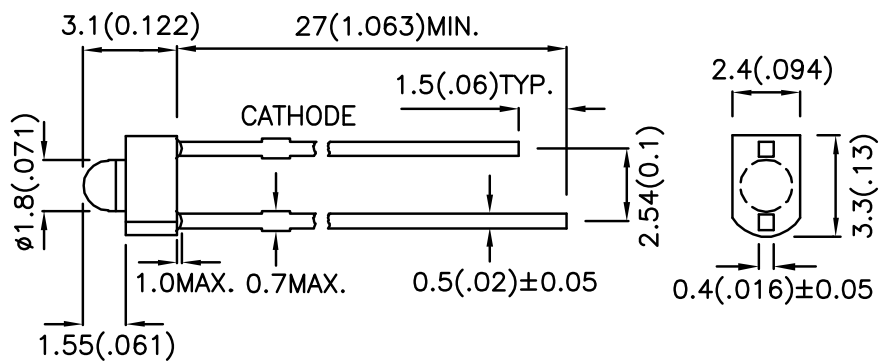 3.1(0.122)
27(1.063)MIN.
1.5(.06)TYP.
2.4(.094)
CATHODE
ø1.8(.071)
2.54(0.1)
3.3(.13)
1.0MAX.
0.7MAX.
0.5(.02)±0.05
0.4(.016)±0.05
1.55(.061)